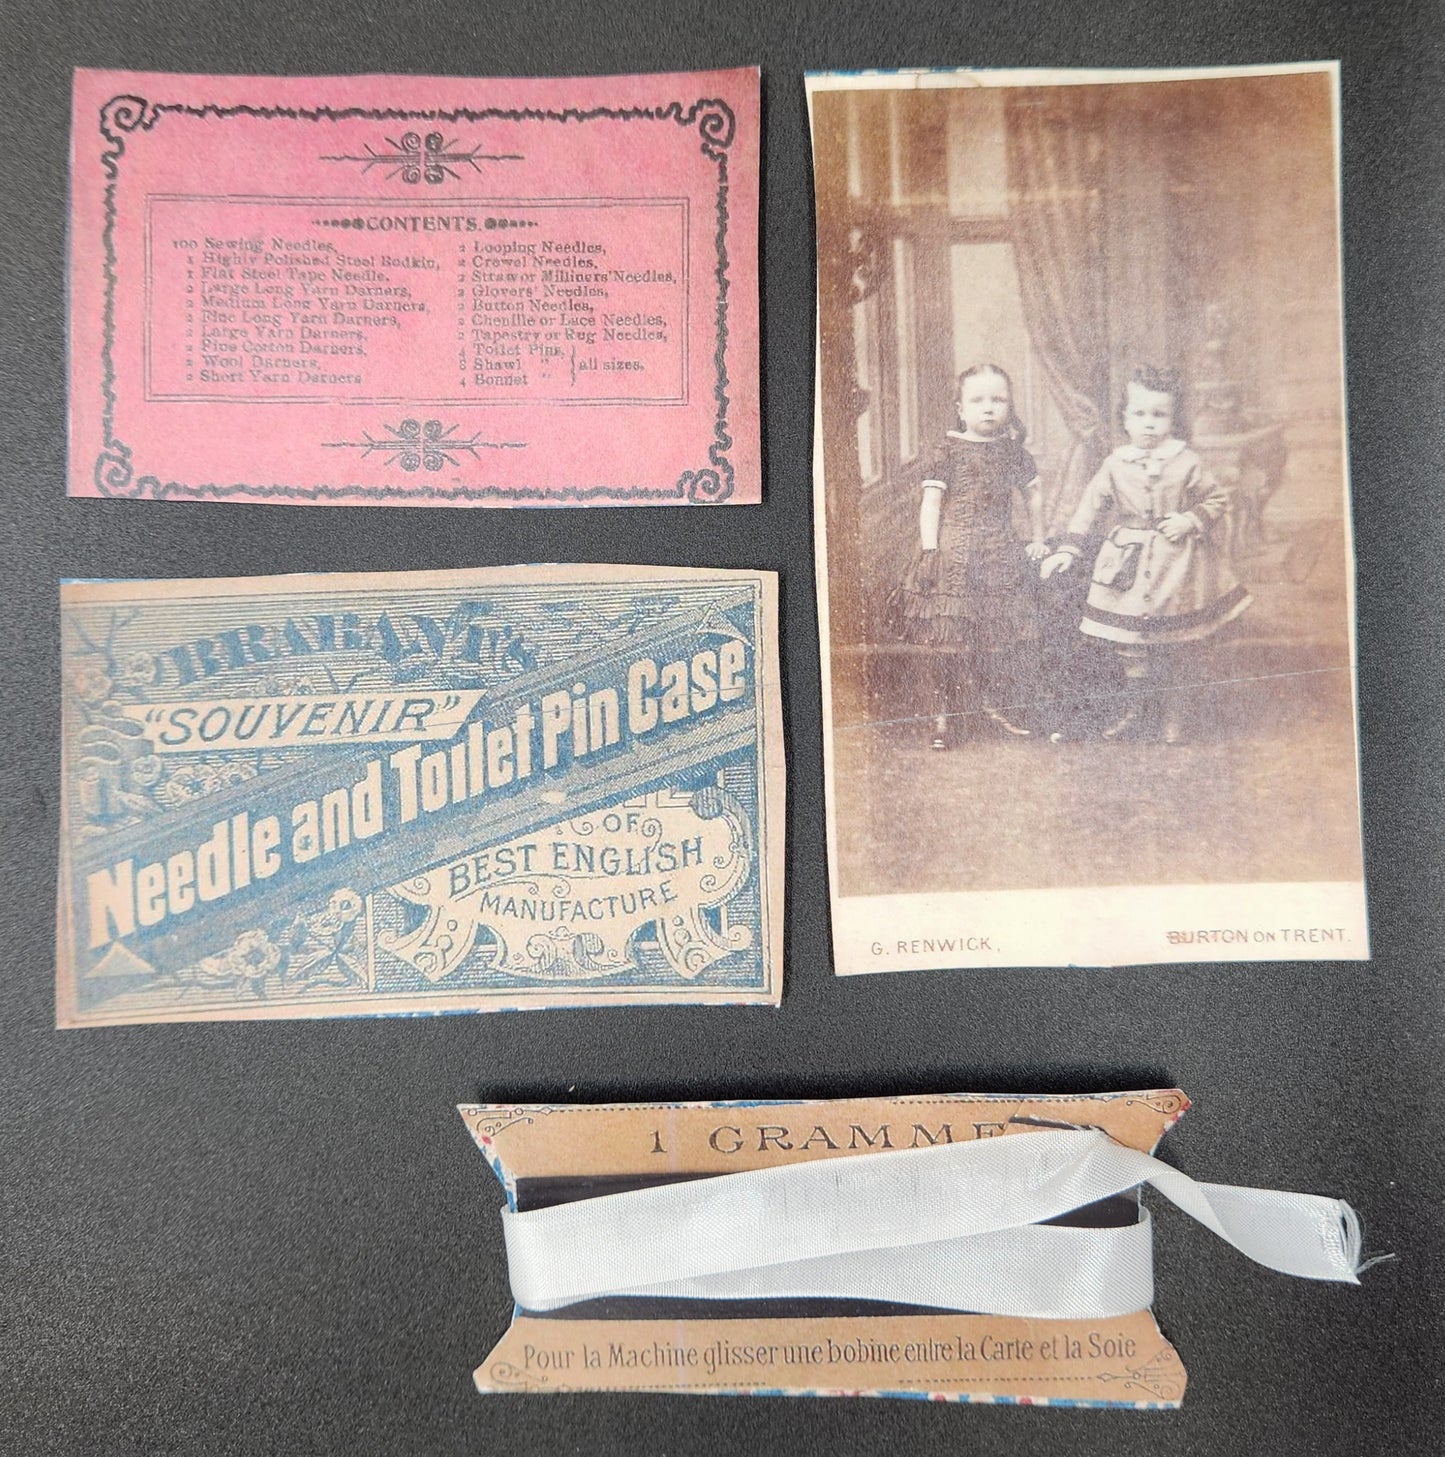 CONTENTS.
100 Sewing Needles,
1 Highly Polished Steel Bodkin,
1 Flat Steel Tape Needle.
2 Large Long Yarn Darners,
2 Medium Long Yarn Darners,
2 Fine Long Yarn Darners,
2 Large Yarn Darners,
2 Fine Cotton Darners,
2 Wool Darners,
2 Short Yarn Darners
2 Looping Needles,
2 Crewel Needles,
2 Straw or Milliners' Needles,
2 Glovers' Needles,
2 Button Needles,
2 Chenille or Lace Needles,
2 Tapestry or Rug Needles,
4 Toilet Pins,
8 Shawl " all sizes.
4 Bonnet "
BRABANT'S
"SOUVENIR"
Needle and Toilet Pin Case
OF
BEST ENGLISH
MANUFACTURE
G. RENWICK,
BURTON ON TRENT.
1 GRAMME
Pour la Machine glisser une bobine entre la Carte et la Soie